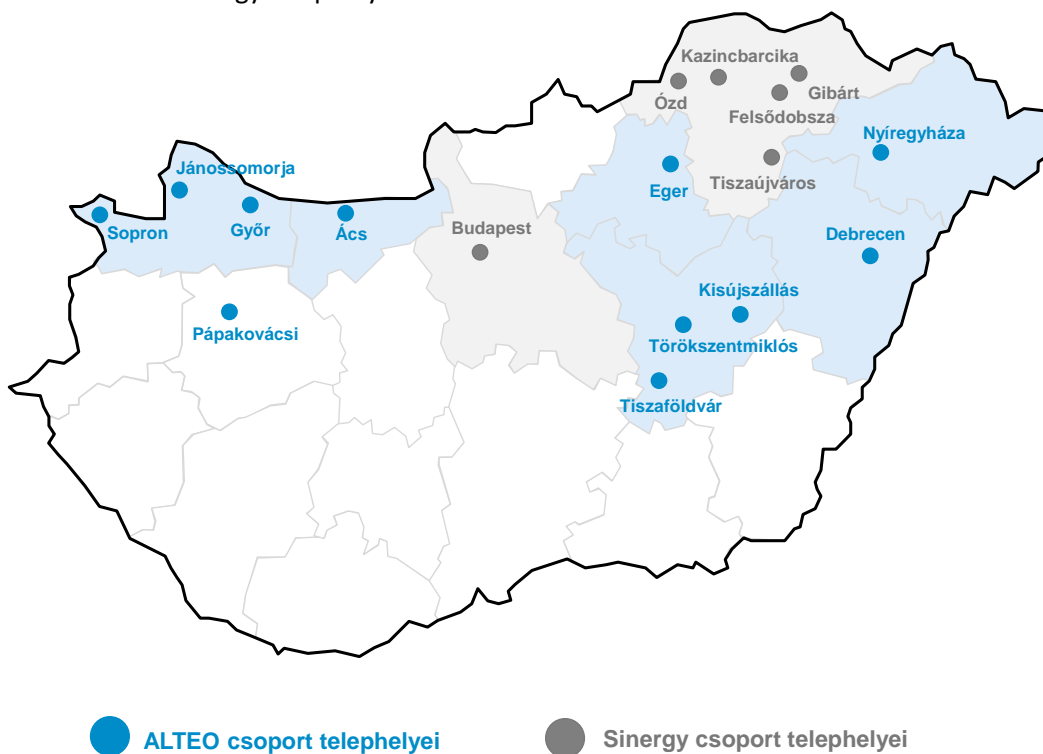 Kazincbarcika
Ózd
Gibárt
Felsődobsza
Nyíregyháza
Jánossomorja
Eger
Tiszaújváros
Sopron
Győr
Ács
Budapest
Debrecen
Kisújszállás
Pápakovácsi
Törökszentmiklós
Tiszaföldvár
ALTEO csoport telephelyei
Sinergy csoport telephelyei